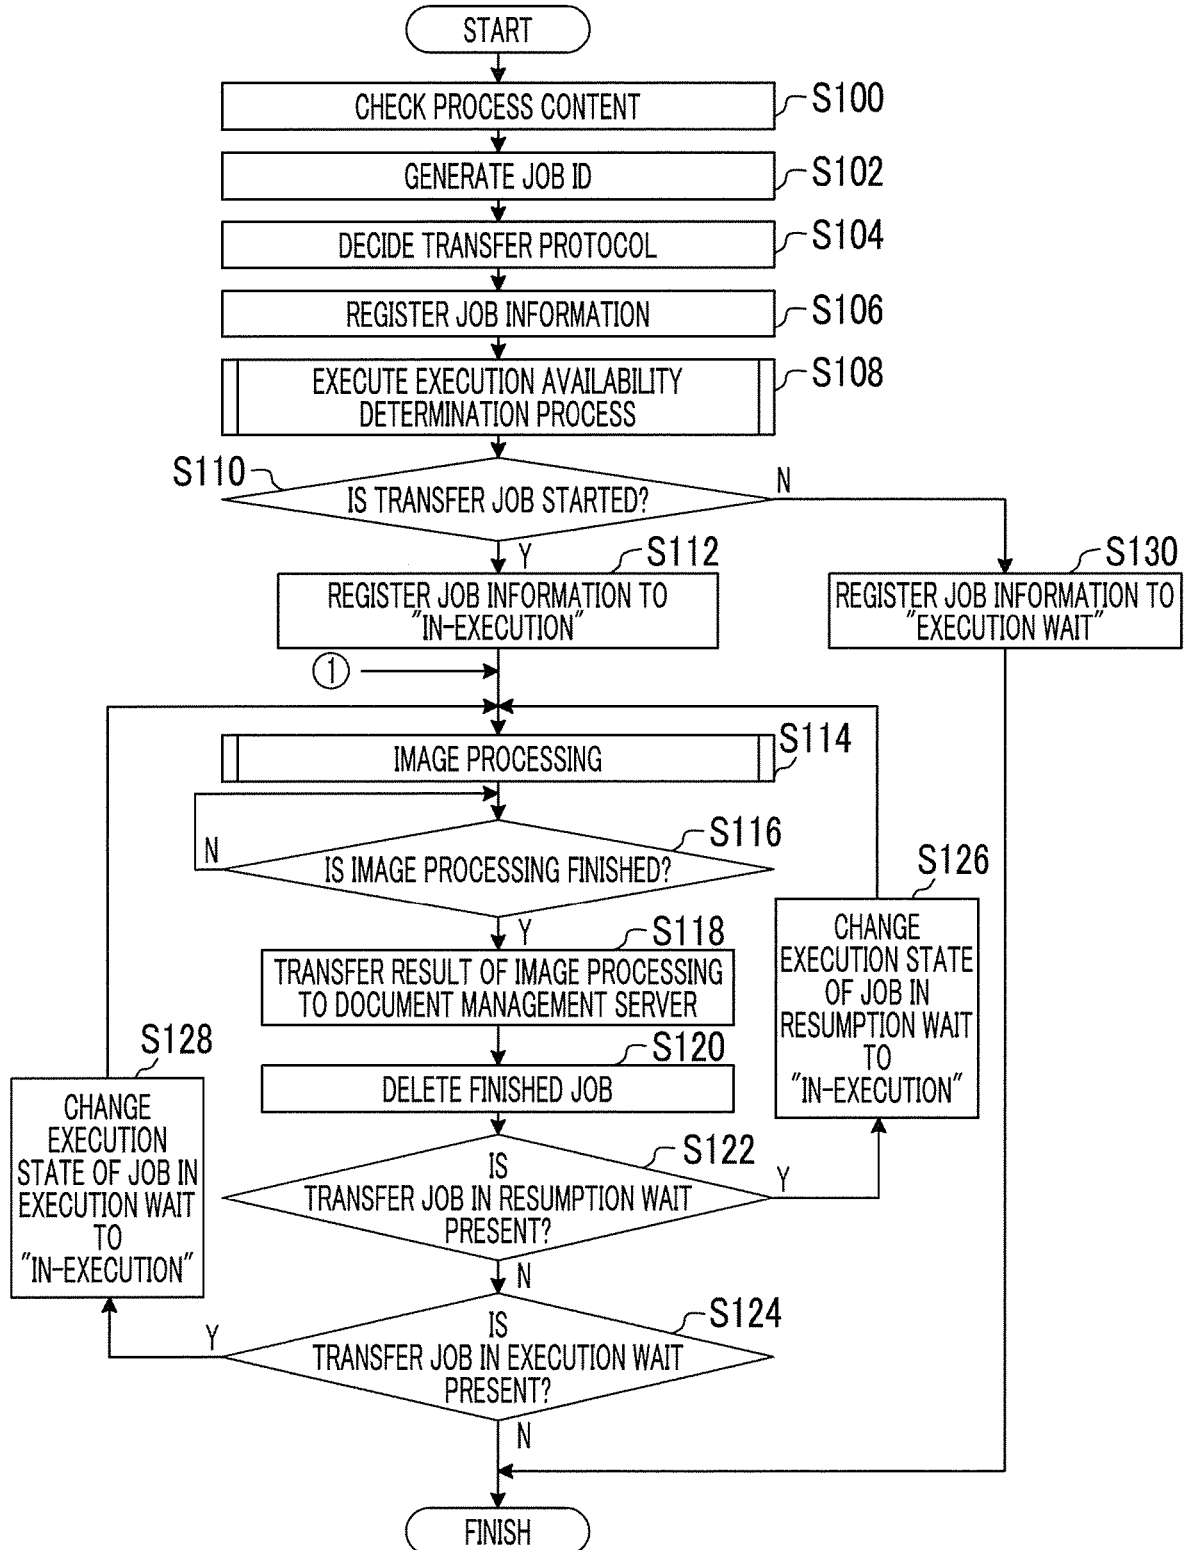 START
CHECK PROCESS CONTENT
S100
GENERATE JOB ID
S102
DECIDE TRANSFER PROTOCOL
S104
REGISTER JOB INFORMATION
S106
EXECUTE EXECUTION AVAILABILITY
DETERMINATION PROCESS
S108
S110
IS TRANSFER JOB STARTED?
N
Y
S112
REGISTER JOB INFORMATION TO
"IN-EXECUTION"
S130
REGISTER JOB INFORMATION TO
"EXECUTION WAIT"
1
IMAGE PROCESSING
S114
S116
IS IMAGE PROCESSING FINISHED?
N
Y
S118
TRANSFER RESULT OF IMAGE PROCESSING
TO DOCUMENT MANAGEMENT SERVER
S126
CHANGE
EXECUTION STATE
OF JOB IN
RESUMPTION WAIT
TO
"IN-EXECUTION"
S120
DELETE FINISHED JOB
S128
CHANGE
EXECUTION
STATE OF JOB IN
EXECUTION WAIT
TO
"IN-EXECUTION"
S122
IS
TRANSFER JOB IN RESUMPTION WAIT
PRESENT?
Y
N
S124
IS
TRANSFER JOB IN EXECUTION WAIT
PRESENT?
Y
N
FINISH